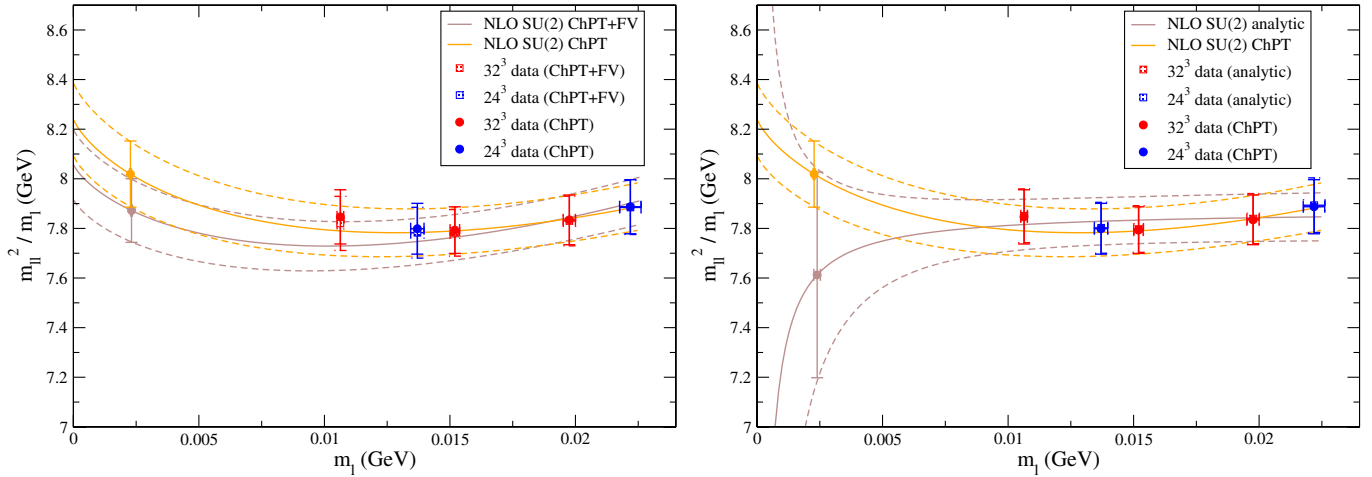 NLO SU(2) ChPT+FV
NLO SU(2) ChPT
32³ data (ChPT+FV)
24³ data (ChPT+FV)
32³ data (ChPT)
24³ data (ChPT)
8.6
8.4
8.2
8
7.8
7.6
7.4
7.2
7
m_ll² / m_l (GeV)
0
0.005
0.01
0.015
0.02
m_l (GeV)
NLO SU(2) analytic
NLO SU(2) ChPT
32³ data (analytic)
24³ data (analytic)
32³ data (ChPT)
24³ data (ChPT)
8.6
8.4
8.2
8
7.8
7.6
7.4
7.2
7
m_ll² / m_l (GeV)
0
0.005
0.01
0.015
0.02
m_l (GeV)